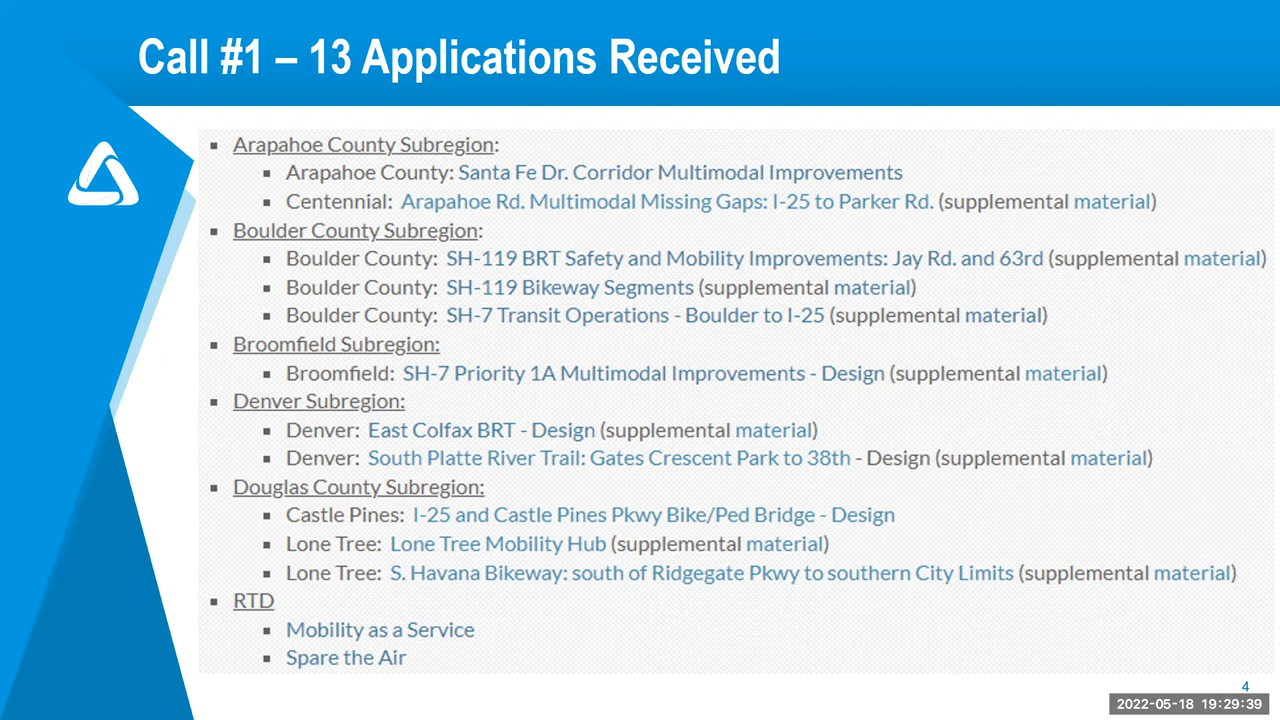 Call #1 – 13 Applications Received
Arapahoe County Subregion:
Arapahoe County: Santa Fe Dr. Corridor Multimodal Improvements
Centennial: Arapahoe Rd. Multimodal Missing Gaps: I-25 to Parker Rd. (supplemental material)
Boulder County Subregion:
Boulder County: SH-119 BRT Safety and Mobility Improvements: Jay Rd. and 63rd (supplemental material)
Boulder County: SH-119 Bikeway Segments (supplemental material)
Boulder County: SH-7 Transit Operations - Boulder to I-25 (supplemental material)
Broomfield Subregion:
Broomfield: SH-7 Priority 1A Multimodal Improvements - Design (supplemental material)
Denver Subregion:
Denver: East Colfax BRT - Design (supplemental material)
Denver: South Platte River Trail: Gates Crescent Park to 38th - Design (supplemental material)
Douglas County Subregion:
Castle Pines: I-25 and Castle Pines Pkwy Bike/Ped Bridge - Design
Lone Tree: Lone Tree Mobility Hub (supplemental material)
Lone Tree: S. Havana Bikeway: south of Ridgegate Pkwy to southern City Limits (supplemental material)
RTD
Mobility as a Service
Spare the Air
4
2022-05-18 19:29:39